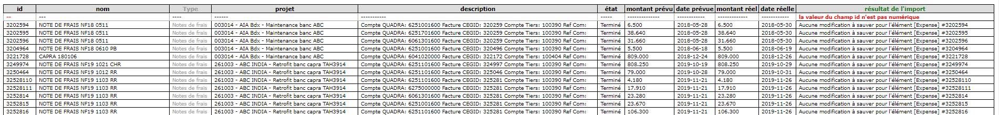 id nom Type projet description état montant prévu date prévue montant réel date réelle résultat de l'import
-- --- ---- ------ ----------- ----- ------------- ----------- ------------- ------------ la valeur du champ id n'est pas numérique
3202594 NOTE DE FRAIS NF18 0511 Notes de frais 003014 - AIA Bdx - Maintenance banc ABC Compte QUADRA: 6251001600 Facture CEGID: 320259 Compte Tiers: 100390 Ref Com: Terminé 6.500 2018-05-28 6.500 2018-05-30 Aucune modification à sauver pour l'élément [Expense] #3202594
3202595 NOTE DE FRAIS NF18 0511 Notes de frais 003014 - AIA Bdx - Maintenance banc ABC Compte QUADRA: 6251701600 Facture CEGID: 320259 Compte Tiers: 100390 Ref Com: Terminé 38.640 2018-05-28 38.640 2018-05-30 Aucune modification à sauver pour l'élément [Expense] #3202595
3202596 NOTE DE FRAIS NF18 0511 Notes de frais 003014 - AIA Bdx - Maintenance banc ABC Compte QUADRA: 6061301600 Facture CEGID: 320259 Compte Tiers: 100390 Ref Com: Terminé 31.660 2018-05-28 31.660 2018-05-30 Aucune modification à sauver pour l'élément [Expense] #3202596
3204964 NOTE DE FRAIS NF18 0610 PB Notes de frais 003014 - AIA Bdx - Maintenance banc ABC Compte QUADRA: 6251001600 Facture CEGID: 320496 Compte Tiers: 100390 Ref Com: Terminé 5.500 2018-06-18 5.500 2018-06-19 Aucune modification à sauver pour l'élément [Expense] #3204964
3221728 CAPRA 180106 Notes de frais 003014 - AIA Bdx - Maintenance banc ABC Compte QUADRA: 6041020000 Facture CEGID: 322172 Compte Tiers: 100404 Ref Com: Terminé 809.000 2018-12-24 809.000 2018-12-26 Aucune modification à sauver pour l'élément [Expense] #3221728
3249974 NOTE DE FRAIS NF19 1021 CHR Notes de frais 261003 - ABC INDIA - Retrofit banc capra TAH3914 Compte QUADRA: 6251101600 Facture CEGID: 324997 Compte Tiers: 100390 Ref Com: Terminé 808.250 2019-10-19 808.250 2019-10-29 Aucune modification à sauver pour l'élément [Expense] #3249974
3250464 NOTE DE FRAIS NF19 1012 RR Notes de frais 261003 - ABC INDIA - Retrofit banc capra TAH3914 Compte QUADRA: 6251001600 Facture CEGID: 325046 Compte Tiers: 100390 Ref Com: Terminé 79.000 2019-10-28 79.000 2019-10-31 Aucune modification à sauver pour l'élément [Expense] #3250464
32528110 NOTE DE FRAIS NF19 1103 RR Notes de frais 261003 - ABC INDIA - Retrofit banc capra TAH3914 Compte QUADRA: 6251101600 Facture CEGID: 325281 Compte Tiers: 100390 Ref Com: Terminé 4.180 2019-11-21 4.180 2019-11-26 Aucune modification à sauver pour l'élément [Expense] #32528110
32528111 NOTE DE FRAIS NF19 1103 RR Notes de frais 261003 - ABC INDIA - Retrofit banc capra TAH3914 Compte QUADRA: 6275000000 Facture CEGID: 325281 Compte Tiers: 100390 Ref Com: Terminé 17.910 2019-11-21 17.910 2019-11-26 Aucune modification à sauver pour l'élément [Expense] #32528111
3252814 NOTE DE FRAIS NF19 1103 RR Notes de frais 261003 - ABC INDIA - Retrofit banc capra TAH3914 Compte QUADRA: 6061301600 Facture CEGID: 325281 Compte Tiers: 100390 Ref Com: Terminé 23.280 2019-11-21 23.280 2019-11-26 Aucune modification à sauver pour l'élément [Expense] #3252814
3252815 NOTE DE FRAIS NF19 1103 RR Notes de frais 261003 - ABC INDIA - Retrofit banc capra TAH3914 Compte QUADRA: 6251001600 Facture CEGID: 325281 Compte Tiers: 100390 Ref Com: Terminé 23.670 2019-11-21 23.670 2019-11-26 Aucune modification à sauver pour l'élément [Expense] #3252815
3252816 NOTE DE FRAIS NF19 1103 RR Notes de frais 261003 - ABC INDIA - Retrofit banc capra TAH3914 Compte QUADRA: 6251101600 Facture CEGID: 325281 Compte Tiers: 100390 Ref Com: Terminé 106.300 2019-11-21 106.300 2019-11-26 Aucune modification à sauver pour l'élément [Expense] #3252816